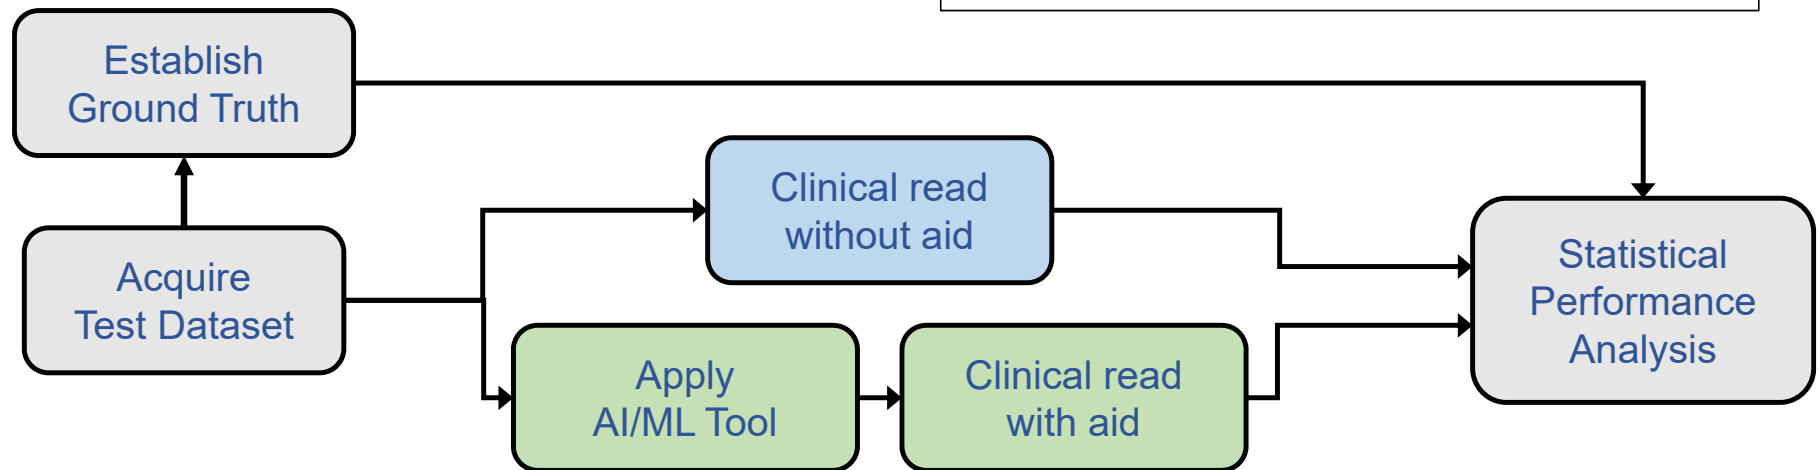 Establish
Ground Truth
Clinical read
without aid
Acquire
Test Dataset
Statistical
Performance
Analysis
Apply
AI/ML Tool
Clinical read
with aid